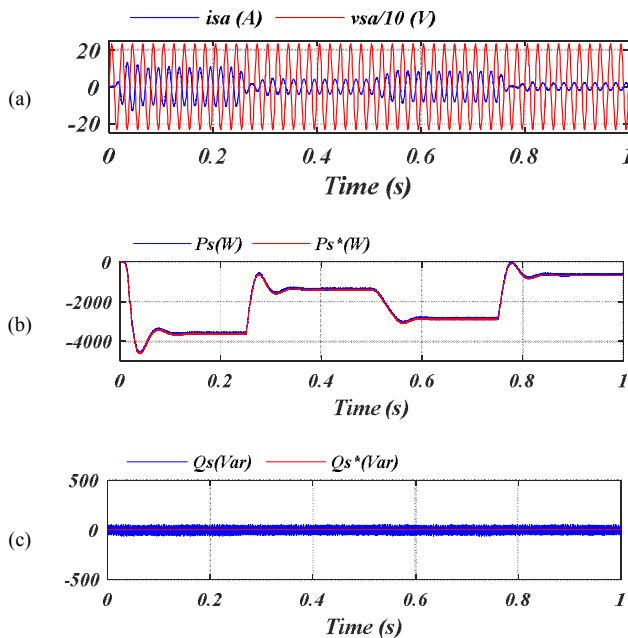 isa (A) vsa/10 (V)
20
(a)
0
-20
0 0.2 0.4 0.6 0.8 1
Time (s)
Ps(W) Ps*(W)
0
(b)
-2000
-4000
0 0.2 0.4 0.6 0.8 1
Time (s)
Qs(Var) Qs*(Var)
500
(c)
0
-500
0 0.2 0.4 0.6 0.8 1
Time (s)